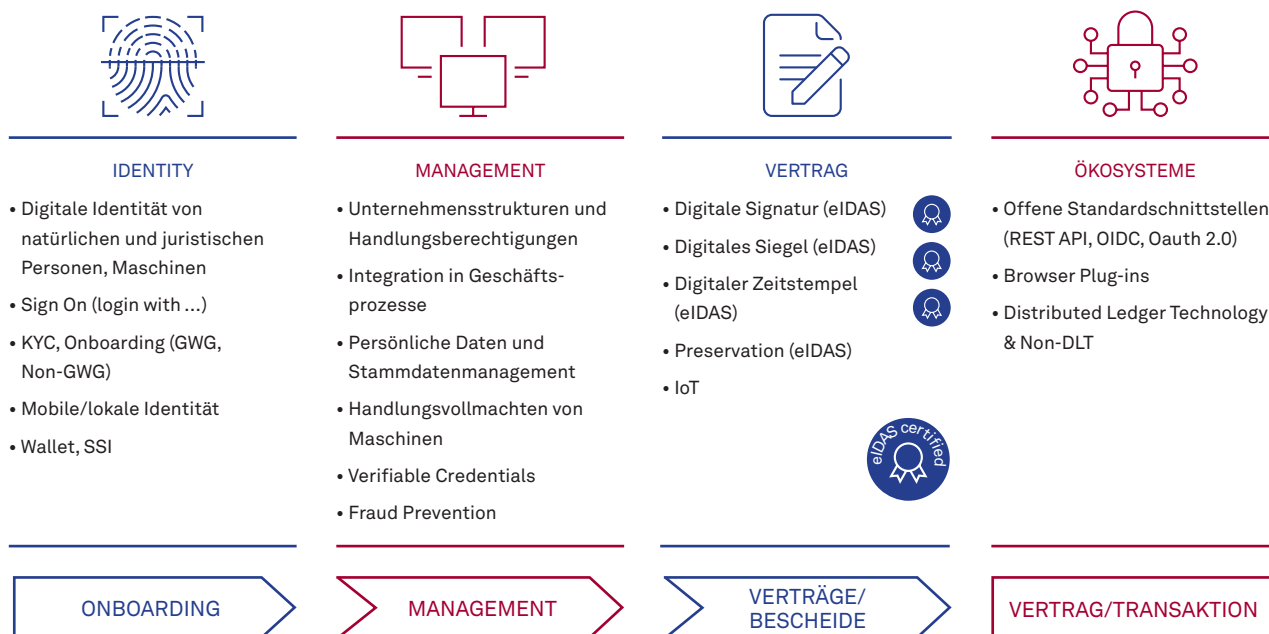 IDENTITY
• Digitale Identität von
natürlichen und juristischen
Personen, Maschinen
• Sign On (login with ...)
• KYC, Onboarding (GWG,
Non-GWG)
• Mobile/lokale Identität
• Wallet, SSI
MANAGEMENT
• Unternehmensstrukturen und
Handlungsberechtigungen
• Integration in Geschäfts-
prozesse
• Persönliche Daten und
Stammdatenmanagement
• Handlungsvollmachten von
Maschinen
• Verifiable Credentials
• Fraud Prevention
VERTRAG
• Digitale Signatur (eIDAS)
• Digitales Siegel (eIDAS)
• Digitaler Zeitstempel
(eIDAS)
• Preservation (eIDAS)
• IoT
eIDAS certified
ÖKOSYSTEME
• Offene Standardschnittstellen
(REST API, OIDC, Oauth 2.0)
• Browser Plug-ins
• Distributed Ledger Technology
& Non-DLT
ONBOARDING
MANAGEMENT
VERTRÄGE/
BESCHEIDE
VERTRAG/TRANSAKTION